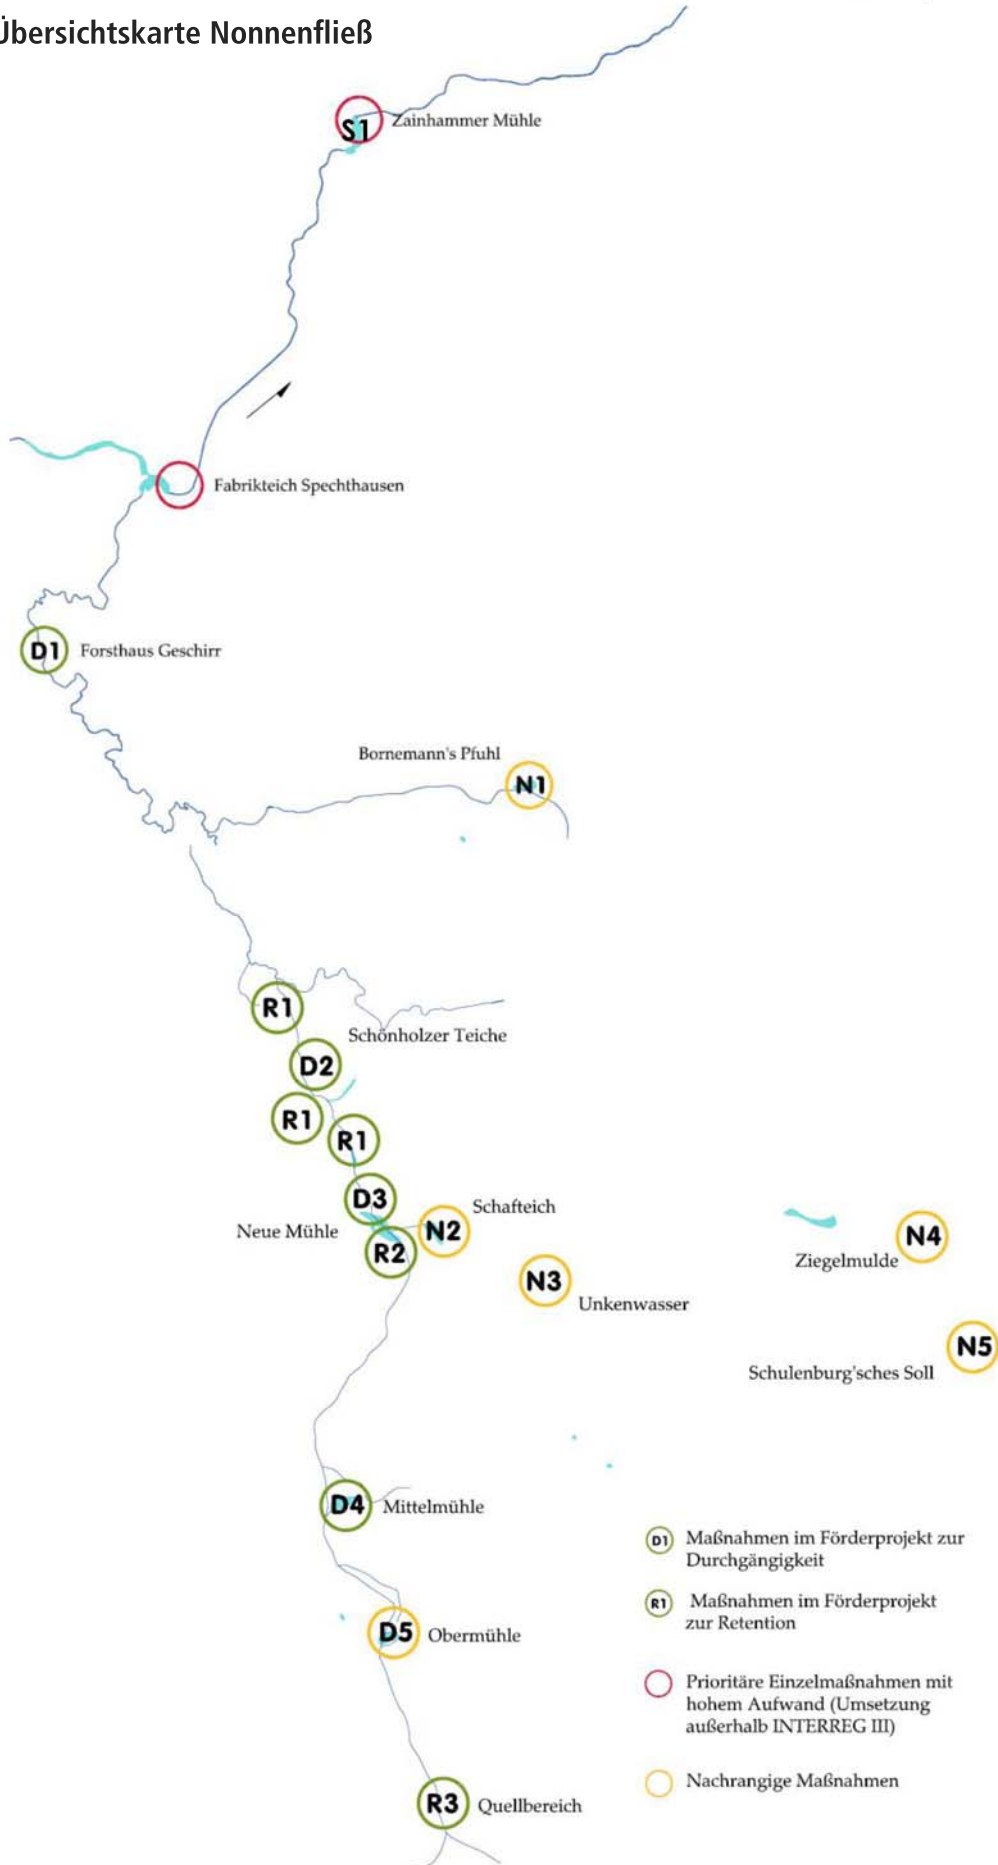 Übersichtskarte Nonnenfließ
S1
Zainhammer Mühle
Fabrikteich Spechthausen
D1
Forsthaus Geschirr
Bornemann's Pfuhl
N1
R1
Schönholzer Teiche
D2
R1
R1
D3
Schafteich
Neue Mühle
N2
R2
N4
Ziegelmulde
N3
Unkenwasser
N5
Schulenburg'sches Soll
D4
Mittelmühle
D5
Obermühle
R3
Quellbereich
D1
Maßnahmen im Förderprojekt zur
Durchgängigkeit
R1
Maßnahmen im Förderprojekt
zur Retention
Prioritäre Einzelmaßnahmen mit
hohem Aufwand (Umsetzung
außerhalb INTERREG III)
Nachrangige Maßnahmen